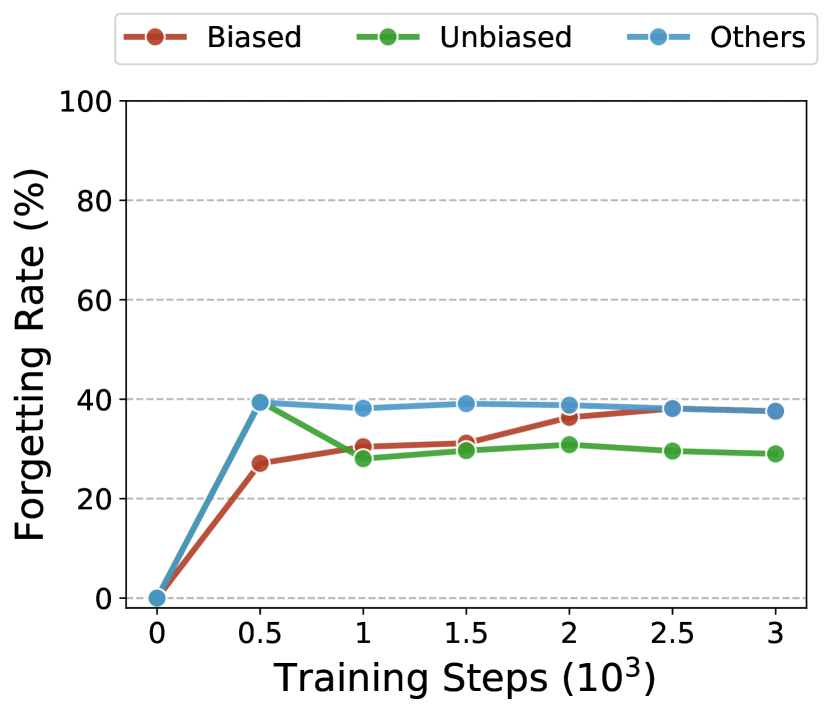 Biased Unbiased Others
100
80
60
40
20
0
Forgetting Rate (%)
0 0.5 1 1.5 2 2.5 3
Training Steps (10³)